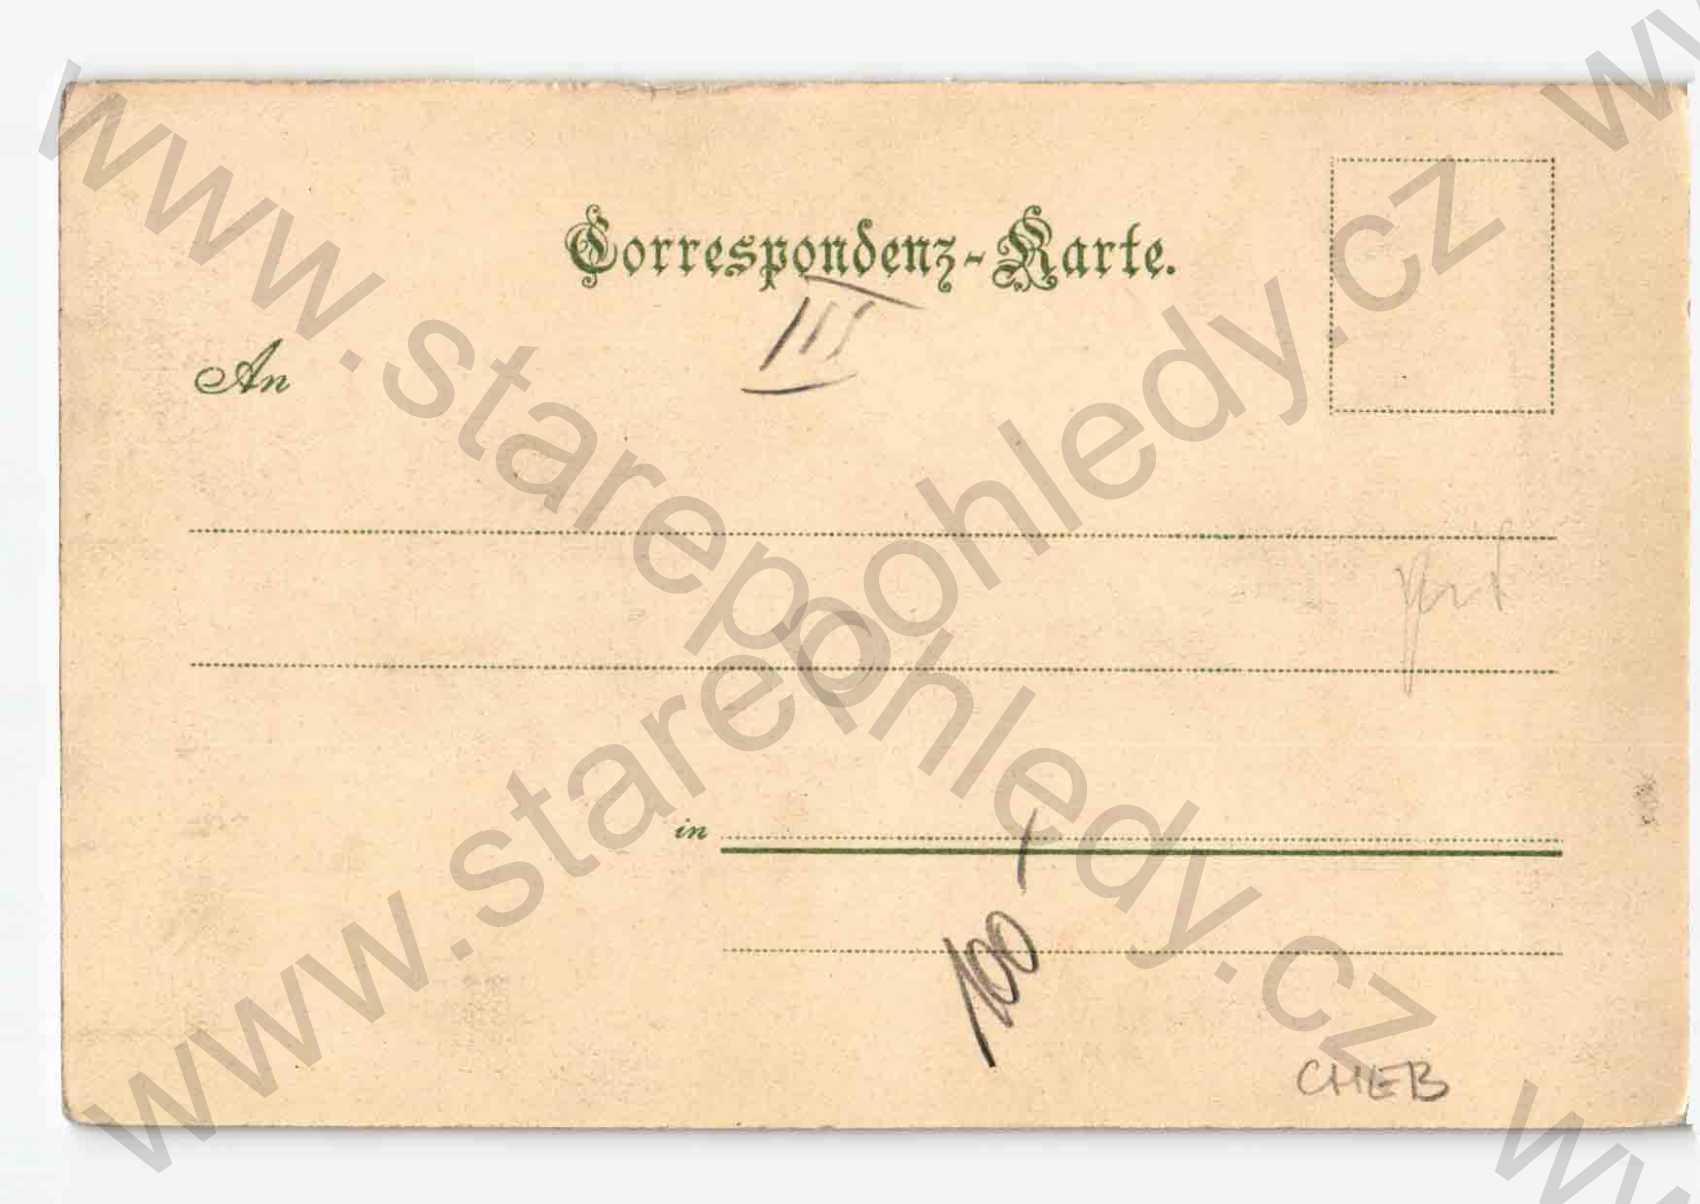 Correspondenz-Karte.
III
An
in
100 -
CHEB
www.starepohledy.cz
www.starepohledy.cz